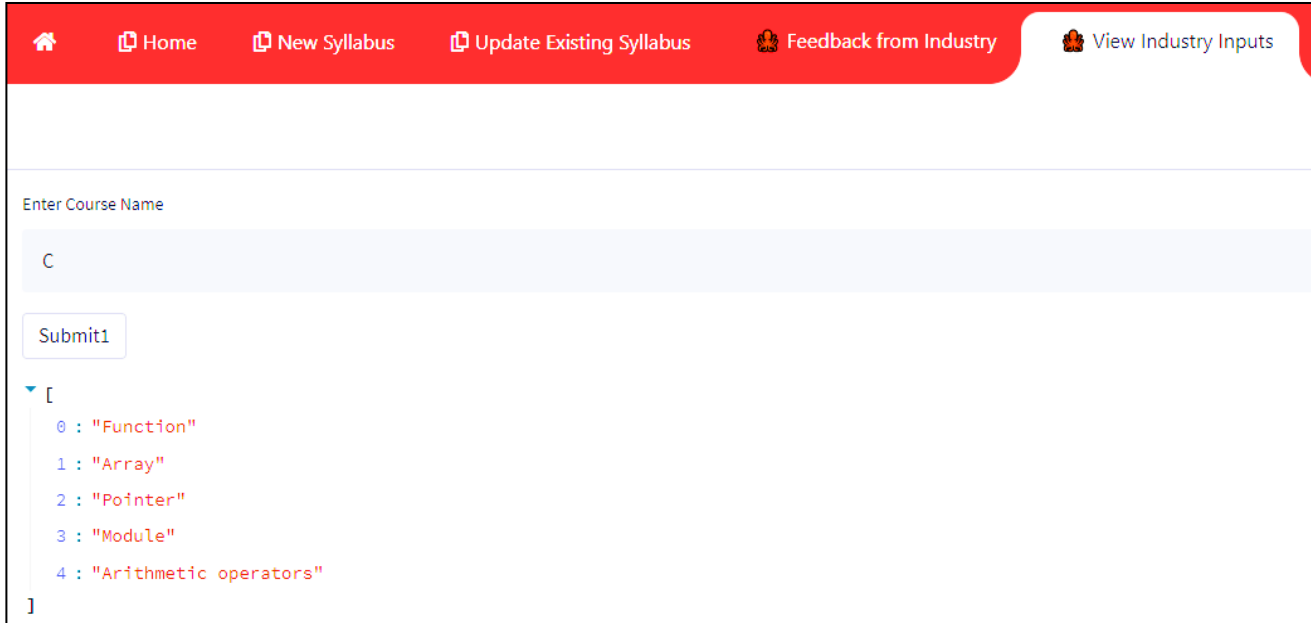 Home New Syllabus Update Existing Syllabus Feedback from Industry View Industry Inputs
Enter Course Name
C
Submit1
[
0 : "Function"
1 : "Array"
2 : "Pointer"
3 : "Module"
4 : "Arithmetic operators"
]